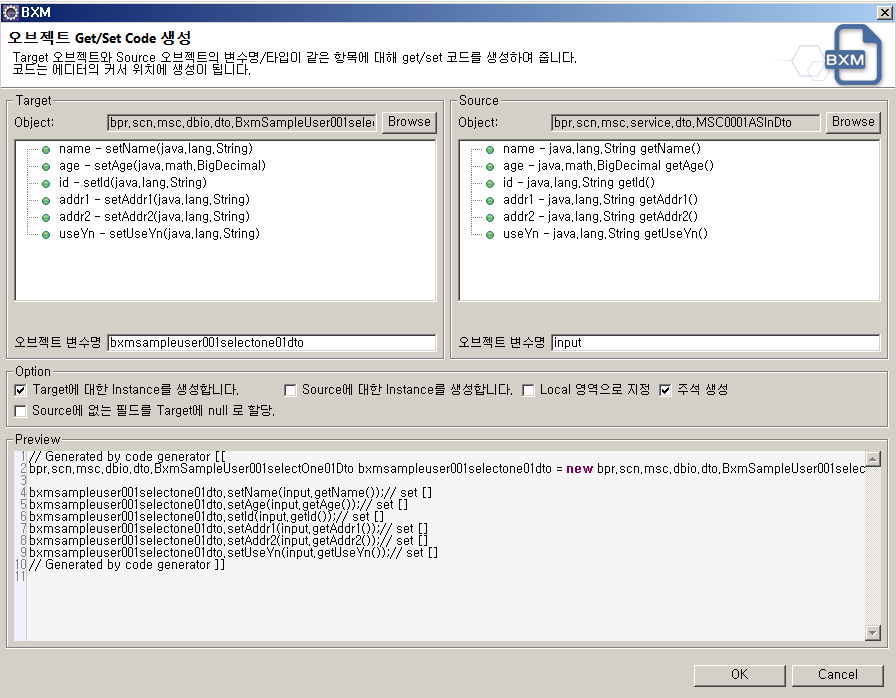 BXM
오브젝트 Get/Set Code 생성
Target 오브젝트와 Source 오브젝트의 변수명/타입이 같은 항목에 대해 get/set 코드를 생성하여 줍니다.
코드는 에디터의 커서 위치에 생성이 됩니다.
BXM
Target
Object: bpr.scn.msc.dbio.dto.BxmSampleUser001sele Browse
name - setName(java.lang.String)
age - setAge(java.math.BigDecimal)
id - setId(java.lang.String)
addr1 - setAddr1(java.lang.String)
addr2 - setAddr2(java.lang.String)
useYn - setUseYn(java.lang.String)
오브젝트 변수명 bxmsampleuser001selectone01dto
Source
Object: bpr.scn.msc.service.dto.MSC0001ASInDto Browse
name - java.lang.String getName()
age - java.math.BigDecimal getAge()
id - java.lang.String getId()
addr1 - java.lang.String getAddr1()
addr2 - java.lang.String getAddr2()
useYn - java.lang.String getUseYn()
오브젝트 변수명 input
Option
Target에 대한 Instance를 생성합니다. Source에 대한 Instance를 생성합니다. Local 영역으로 지정 주석 생성
Source에 없는 필드를 Target에 null 로 할당.
Preview
1 // Generated by code generator [[
2 bpr.scn.msc.dbio.dto.BxmSampleUser001selectOne01Dto bxmsampleuser001selectone01dto = new bpr.scn.msc.dbio.dto.BxmSampleUser001selec
3
4 bxmsampleuser001selectone01dto.setName(input.getName());// set []
5 bxmsampleuser001selectone01dto.setAge(input.getAge());// set []
6 bxmsampleuser001selectone01dto.setId(input.getId());// set []
7 bxmsampleuser001selectone01dto.setAddr1(input.getAddr1());// set []
8 bxmsampleuser001selectone01dto.setAddr2(input.getAddr2());// set []
9 bxmsampleuser001selectone01dto.setUseYn(input.getUseYn());// set []
10 // Generated by code generator ]]
11
OK Cancel